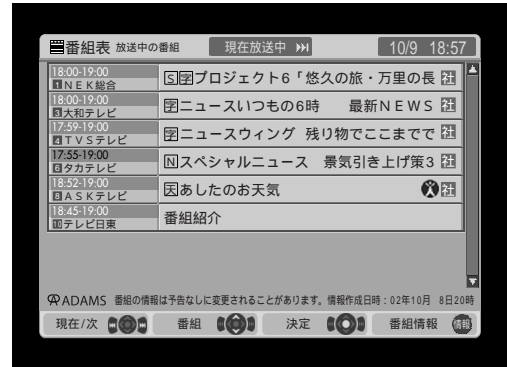 番組表 放送中の番組 現在放送中 10/9 18:57
18:00-19:00
1NEK総合
S字プロジェクト6「悠久の旅・万里の長 社
18:00-19:00
3大和テレビ
字ニュースいつもの6時 最新NEWS 社
17:59-19:00
4TVSテレビ
字ニュースウィング 残り物でここまでで 社
17:55-19:00
6タカテレビ
Nスペシャルニュース 景気引き上げ策3 社
18:52-19:00
8ASKテレビ
天あしたのお天気 社
18:45-19:00
10テレビ日東
番組紹介
ADAMS 番組の情報は予告なしに変更されることがあります。情報作成日時:02年10月 8日20時
現在/次 番組 決定 番組情報 情報